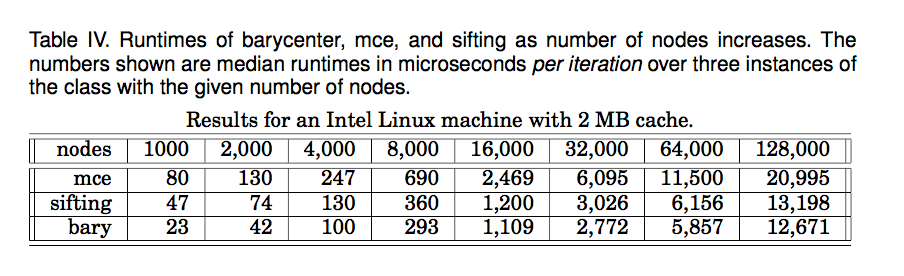 Table IV. Runtimes of barycenter, mce, and sifting as number of nodes increases. The
numbers shown are median runtimes in microseconds per iteration over three instances of
the class with the given number of nodes.
Results for an Intel Linux machine with 2 MB cache.
nodes 1000 2,000 4,000 8,000 16,000 32,000 64,000 128,000
mce 80 130 247 690 2,469 6,095 11,500 20,995
sifting 47 74 130 360 1,200 3,026 6,156 13,198
bary 23 42 100 293 1,109 2,772 5,857 12,671